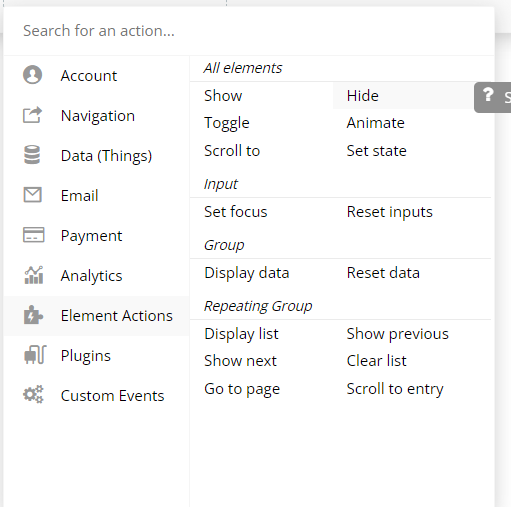 Search for an action...
Account
Navigation
Data (Things)
Email
Payment
Analytics
Element Actions
Plugins
Custom Events
All elements
Show Hide
Toggle Animate
Scroll to Set state
Input
Set focus Reset inputs
Group
Display data Reset data
Repeating Group
Display list Show previous
Show next Clear list
Go to page Scroll to entry
? S